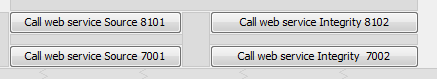 Call web service Source 8101
Call web service Integrity 8102
Call web service Source 7001
Call web service Integrity  7002